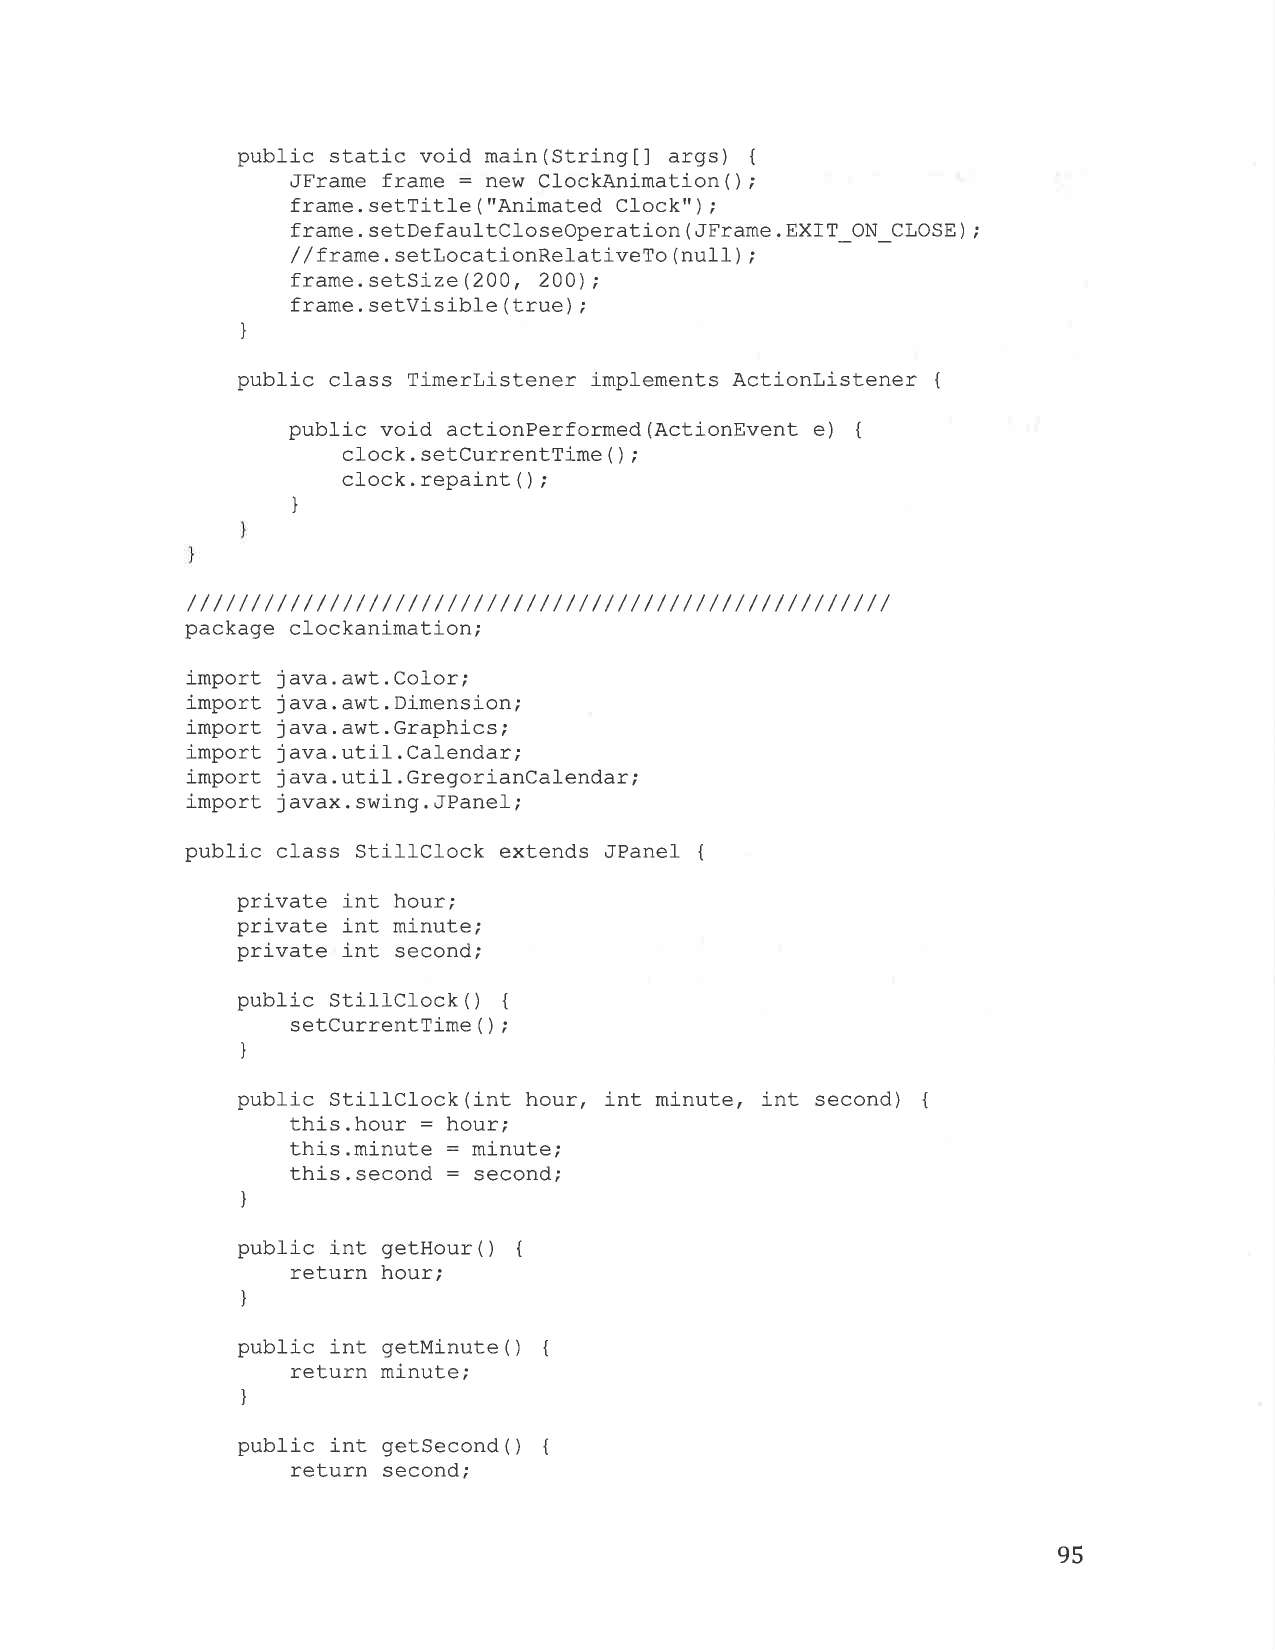 public static void main(String[] args) {
        JFrame frame = new ClockAnimation();
        frame.setTitle("Animated Clock");
        frame.setDefaultCloseOperation(JFrame.EXIT_ON_CLOSE);
        //frame.setLocationRelativeTo(null);
        frame.setSize(200, 200);
        frame.setVisible(true);
    }

    public class TimerListener implements ActionListener {

        public void actionPerformed(ActionEvent e) {
            clock.setCurrentTime();
            clock.repaint();
        }
    }
}

//////////////////////////////////////////////////////
package clockanimation;

import java.awt.Color;
import java.awt.Dimension;
import java.awt.Graphics;
import java.util.Calendar;
import java.util.GregorianCalendar;
import javax.swing.JPanel;

public class StillClock extends JPanel {

    private int hour;
    private int minute;
    private int second;

    public StillClock() {
        setCurrentTime();
    }

    public StillClock(int hour, int minute, int second) {
        this.hour = hour;
        this.minute = minute;
        this.second = second;
    }

    public int getHour() {
        return hour;
    }

    public int getMinute() {
        return minute;
    }

    public int getSecond() {
        return second;

95